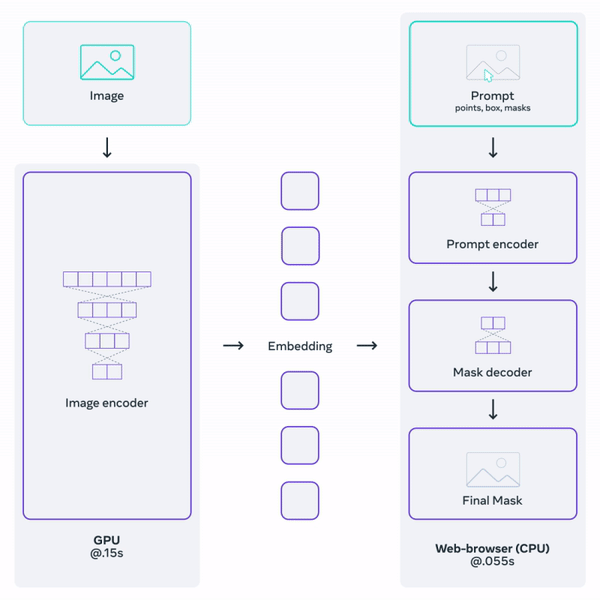 Image
Image encoder
GPU
@.15s
Embedding
Prompt
points, box, masks
Prompt encoder
Mask decoder
Final Mask
Web-browser (CPU)
@.055s